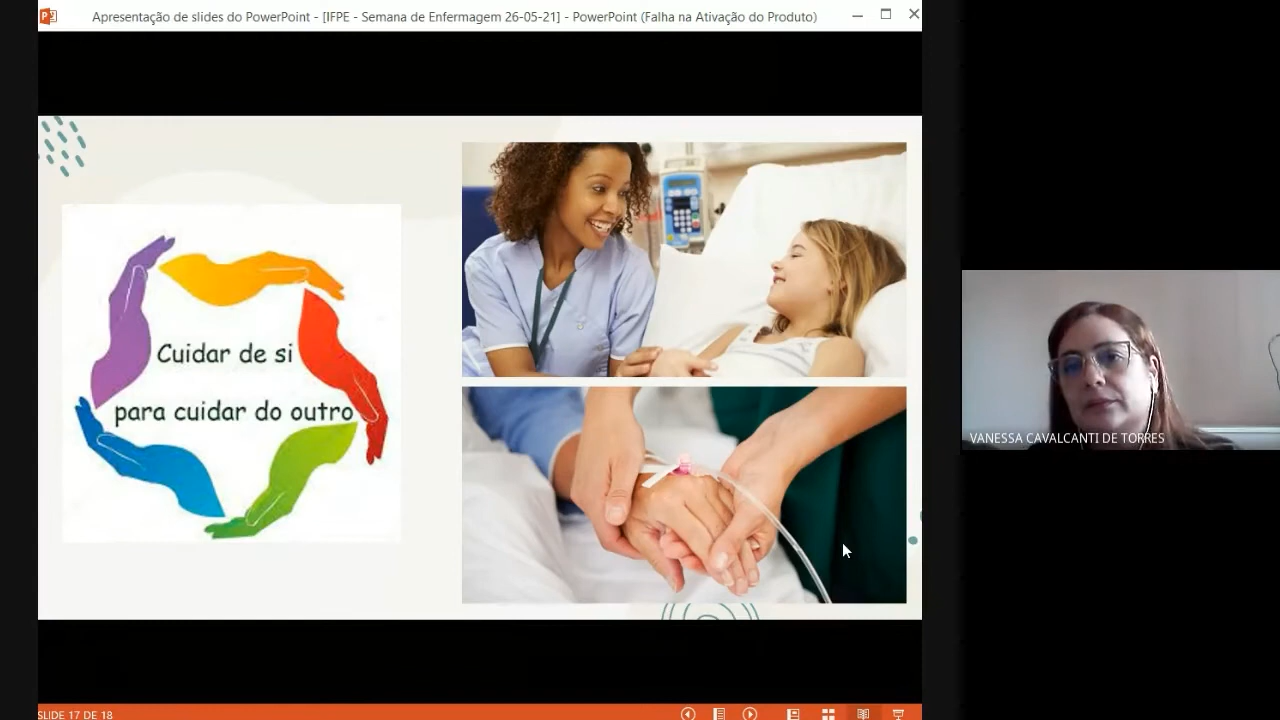 Apresentação de slides do PowerPoint - [IFPE - Semana de Enfermagem 26-05-21] - PowerPoint (Falha na Ativação do Produto)
Cuidar de si
para cuidar do outro
VANESSA CAVALCANTI DE TORRES
SLIDE 17 DE 18